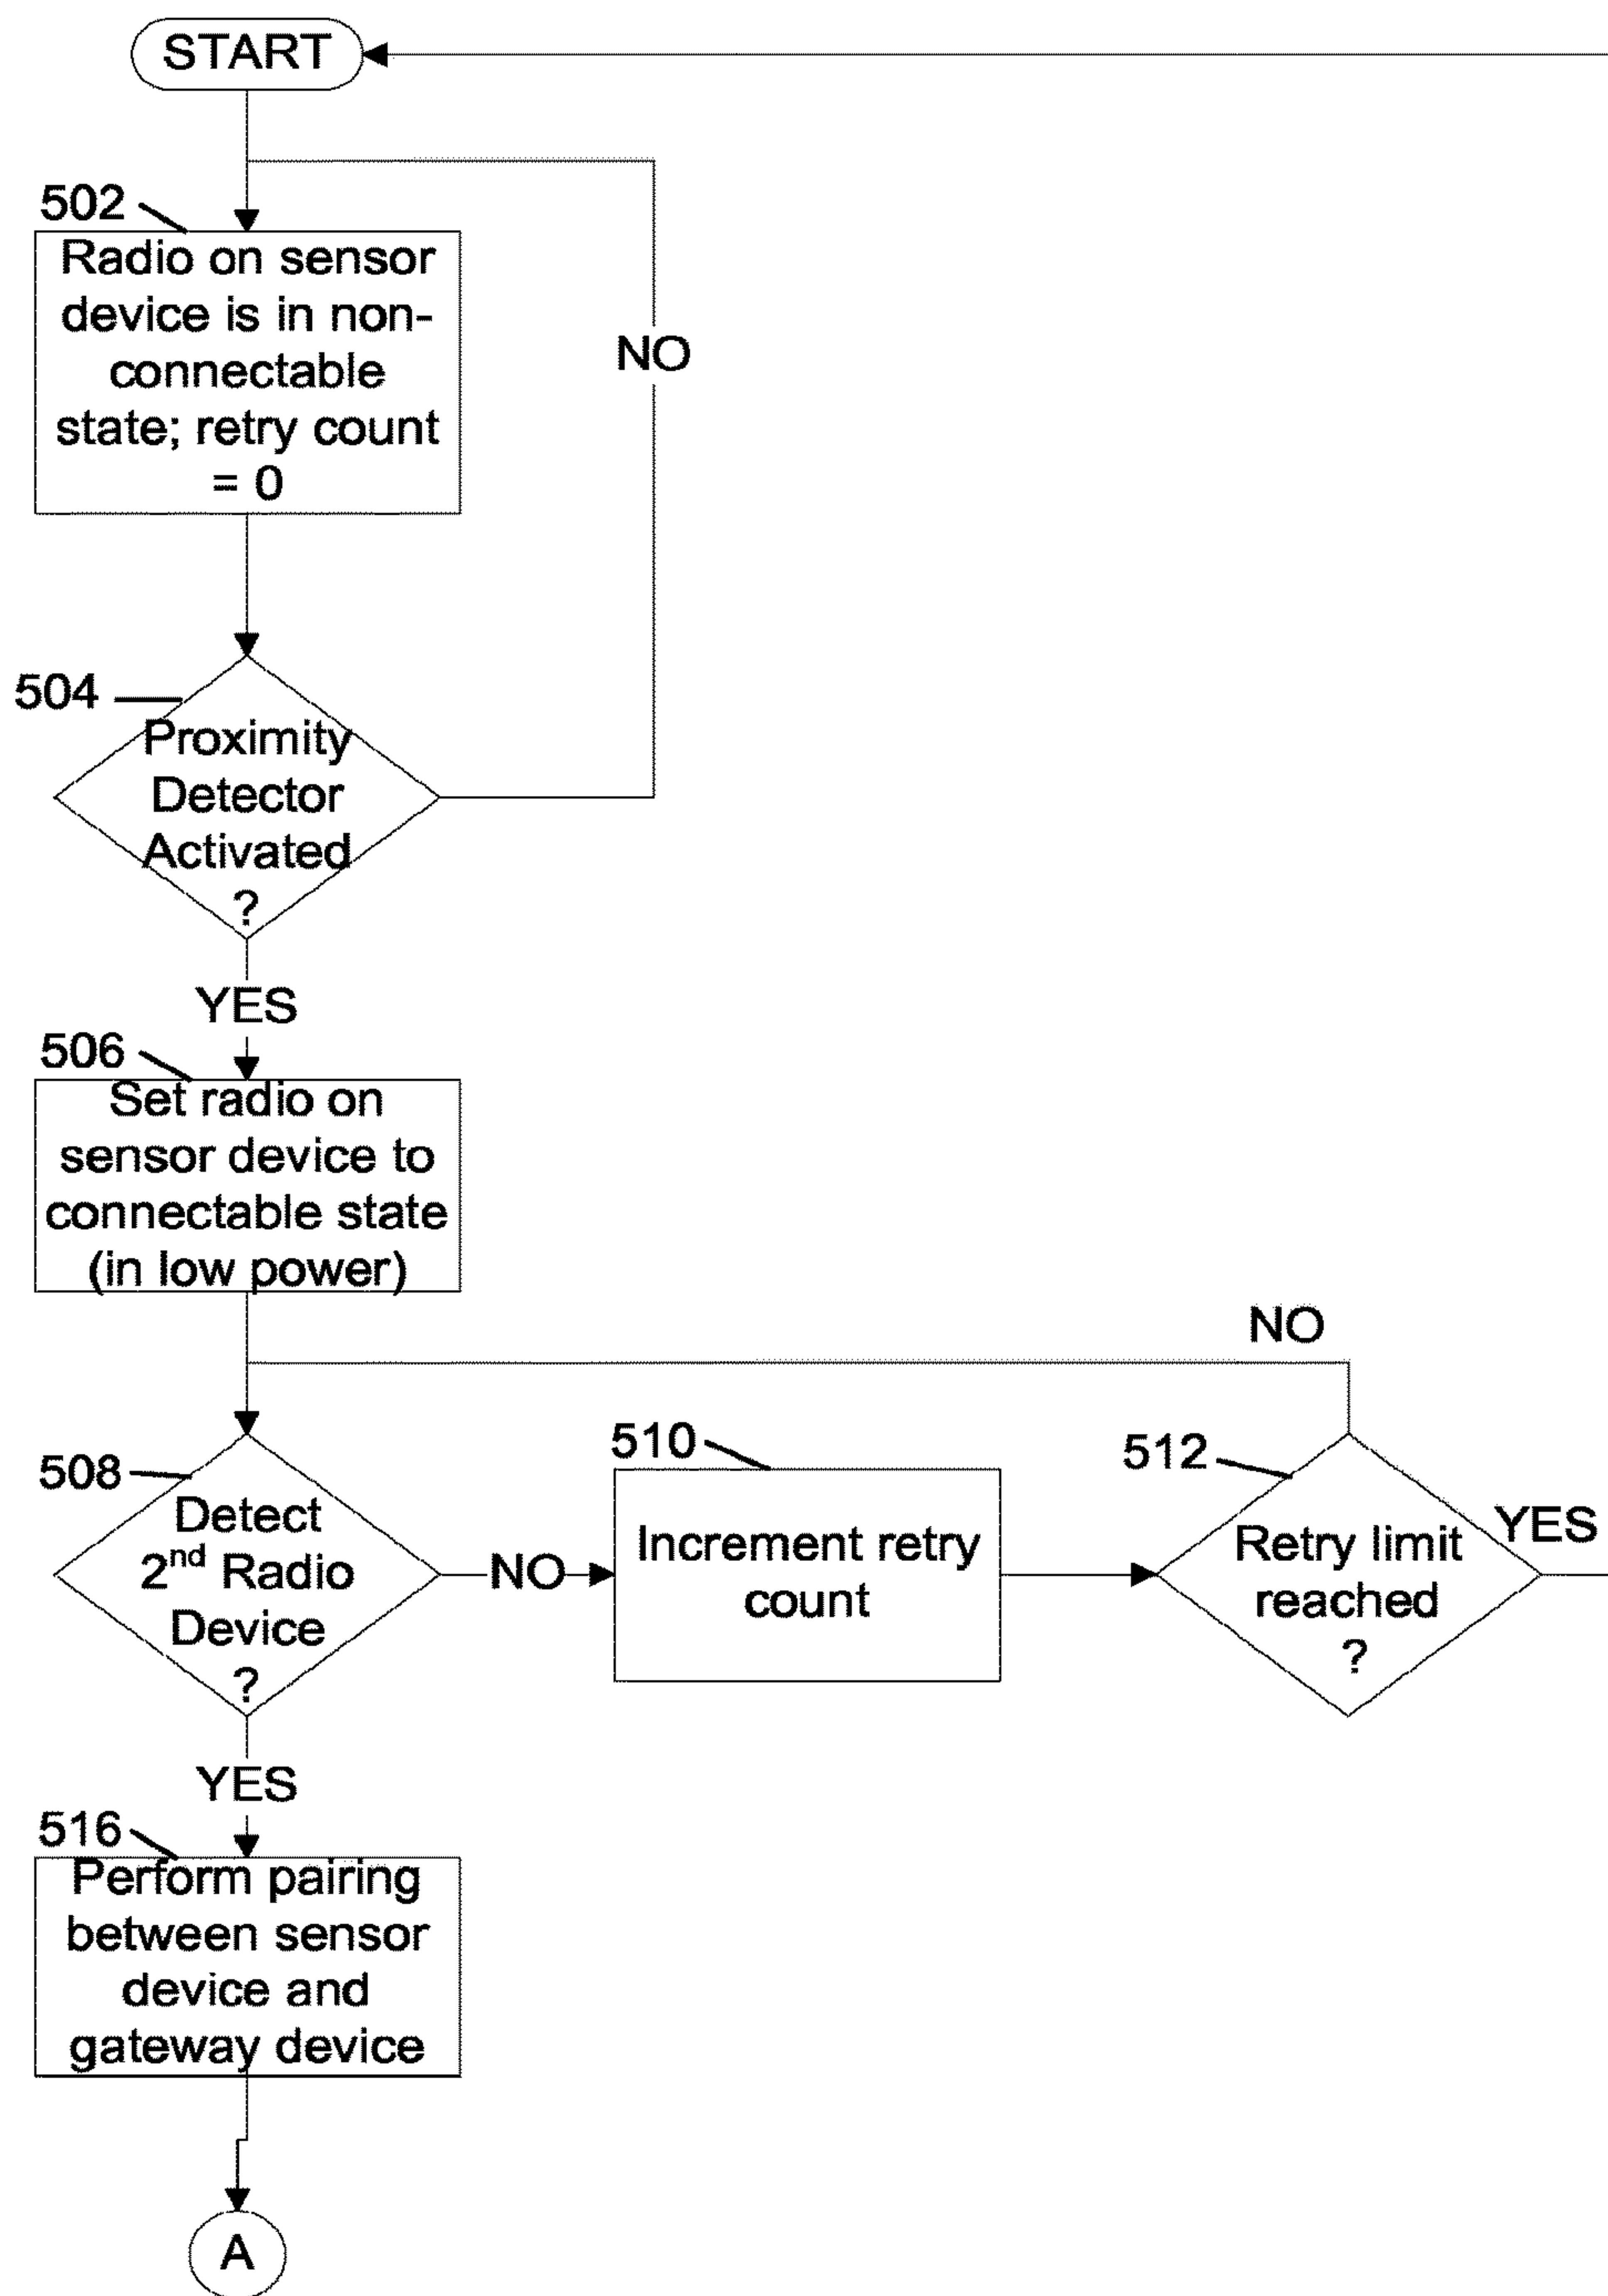 START
502
Radio on sensor
device is in non-
connectable
state; retry count
= 0
NO
504
Proximity
Detector
Activated
?
YES
506
Set radio on
sensor device to
connectable state
(in low power)
NO
508
Detect
2nd Radio
Device
?
NO
510
Increment retry
count
512
Retry limit
reached
?
YES
YES
516
Perform pairing
between sensor
device and
gateway device
A